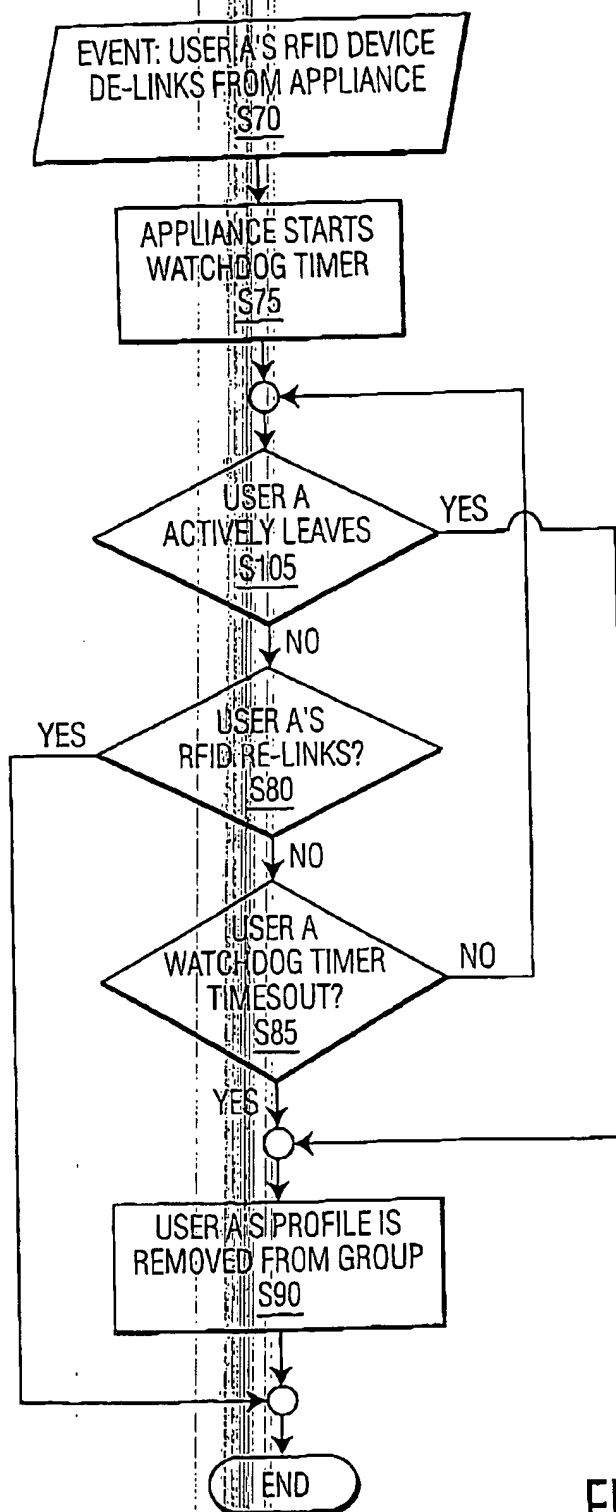 EVENT: USER A'S RFID DEVICE
DE-LINKS FROM APPLIANCE
S70
APPLIANCE STARTS
WATCHDOG TIMER
S75
USER A
ACTIVELY LEAVES
S105
YES
NO
USER A'S
RFID RE-LINKS?
S80
YES
NO
USER A
WATCHDOG TIMER
TIMESOUT?
S85
NO
YES
USER A'S PROFILE IS
REMOVED FROM GROUP
S90
END